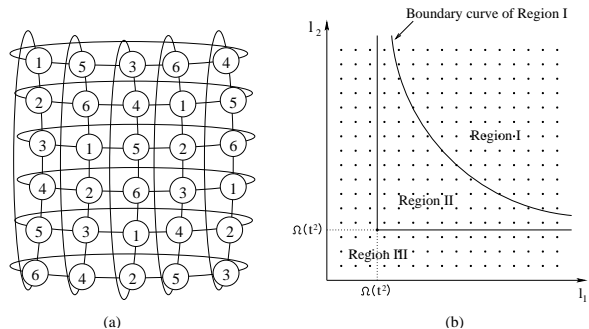 1 5 3 6 4
2 6 4 1 5
3 1 5 2 6
4 2 6 3 1
5 3 1 4 2
6 4 2 5 3
(a)
Boundary curve of Region I
l₂
Region I
Region II
Ω(t²)
Region III
Ω(t²)
l₁
(b)